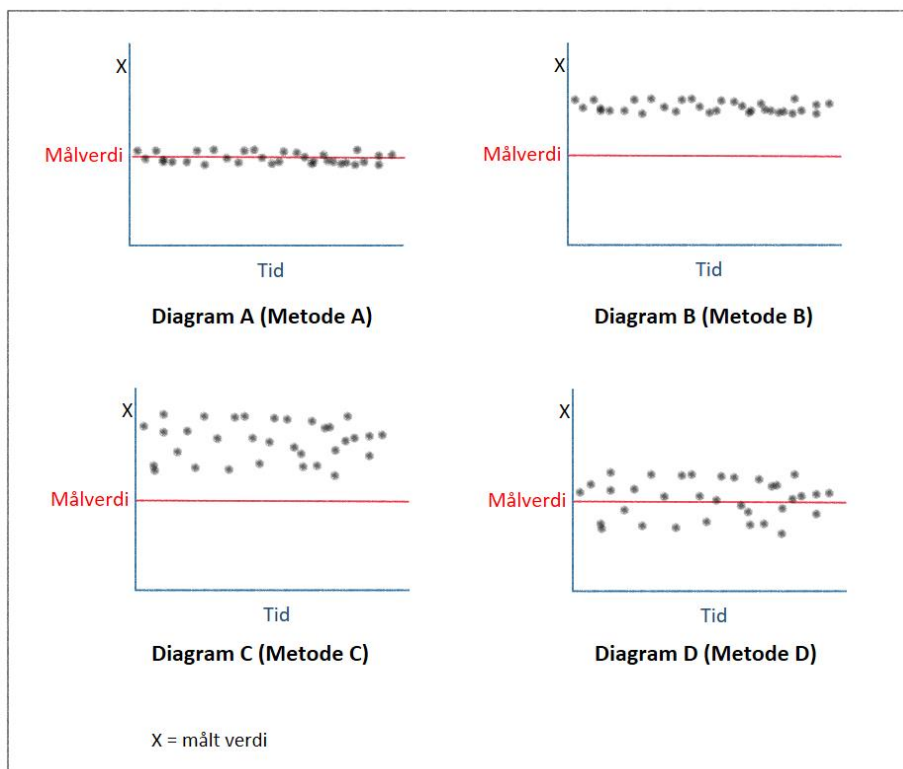 X
X
Målverdi
Målverdi
Tid
Tid
Diagram A (Metode A)
Diagram B (Metode B)
X
X
Målverdi
Målverdi
Tid
Tid
Diagram C (Metode C)
Diagram D (Metode D)
X = målt verdi